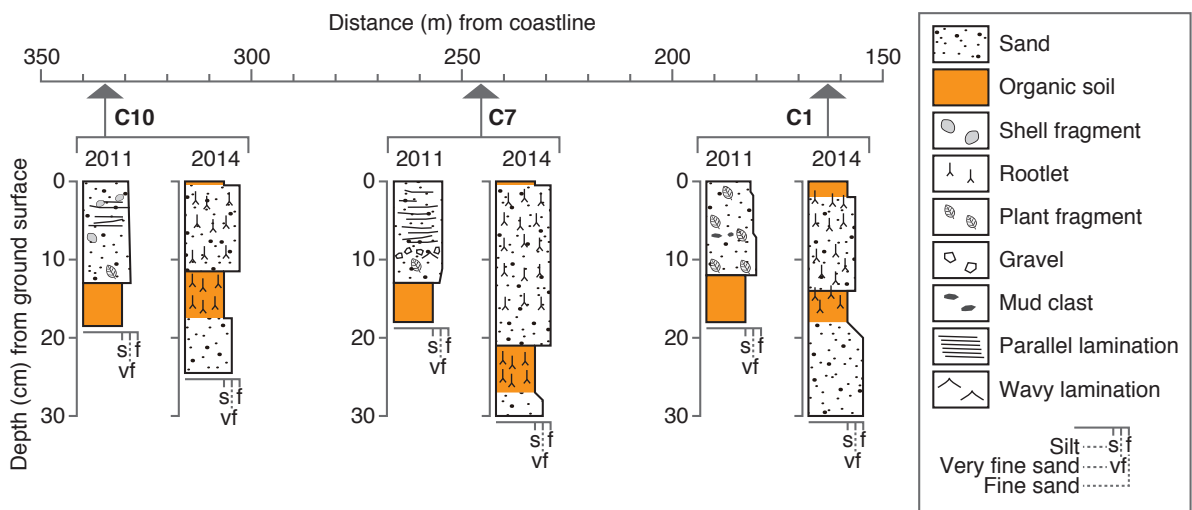 Distance (m) from coastline
350 300 250 200 150
C10 C7 C1
2011 2014 2011 2014 2011 2014
Depth (cm) from ground surface
0 0 0
10 10 10
20 20 20
30 30 30
s f
vf
s f
vf
s f
vf
s f
vf
s f
vf
s f
vf
Sand
Organic soil
Shell fragment
Rootlet
Plant fragment
Gravel
Mud clast
Parallel lamination
Wavy lamination
Silt s f
Very fine sand vf
Fine sand